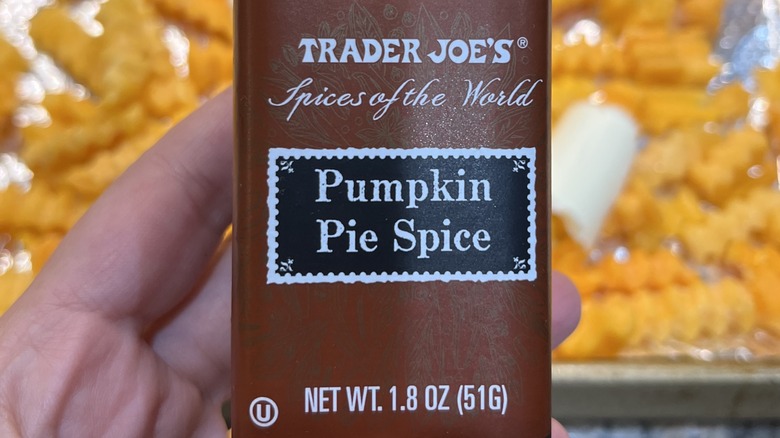 TRADER JOE'S®
Spices of the World
Pumpkin
Pie Spice
U
NET WT. 1.8 OZ (51G)